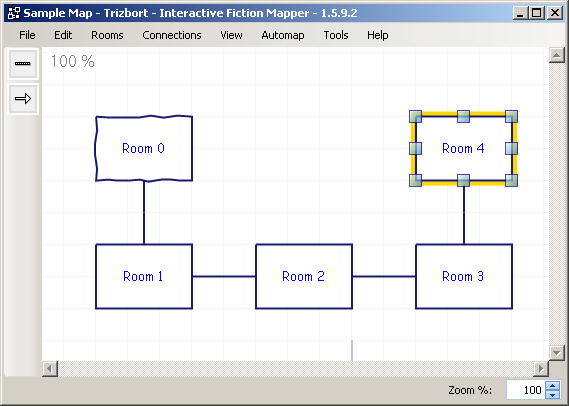 Sample Map - Trizbort - Interactive Fiction Mapper - 1.5.9.2
File Edit Rooms Connections View Automap Tools Help
100 %
Room 0 Room 4
Room 1 Room 2 Room 3
Zoom %: 100